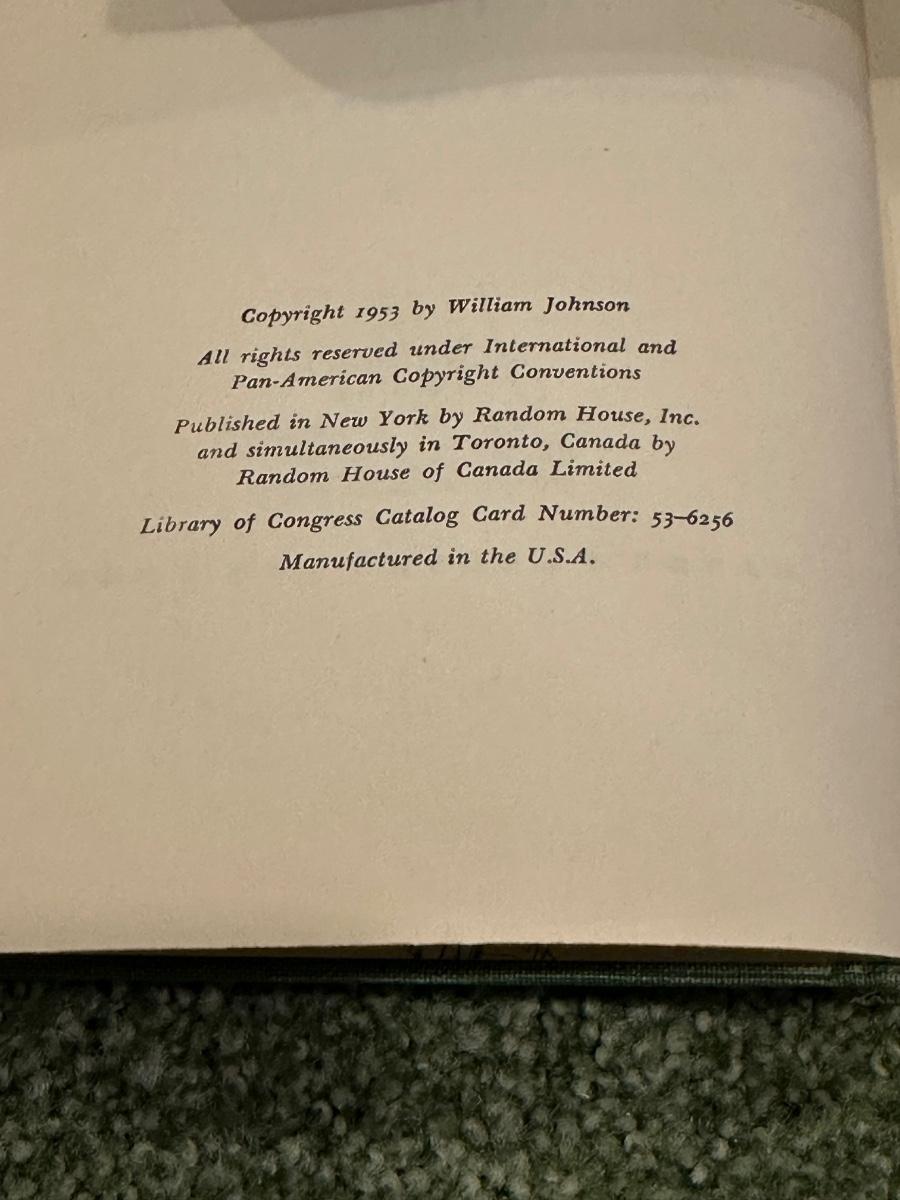 Copyright 1953 by William Johnson
All rights reserved under International and
Pan-American Copyright Conventions
Published in New York by Random House, Inc.
and simultaneously in Toronto, Canada by
Random House of Canada Limited
Library of Congress Catalog Card Number: 53–6256
Manufactured in the U.S.A.